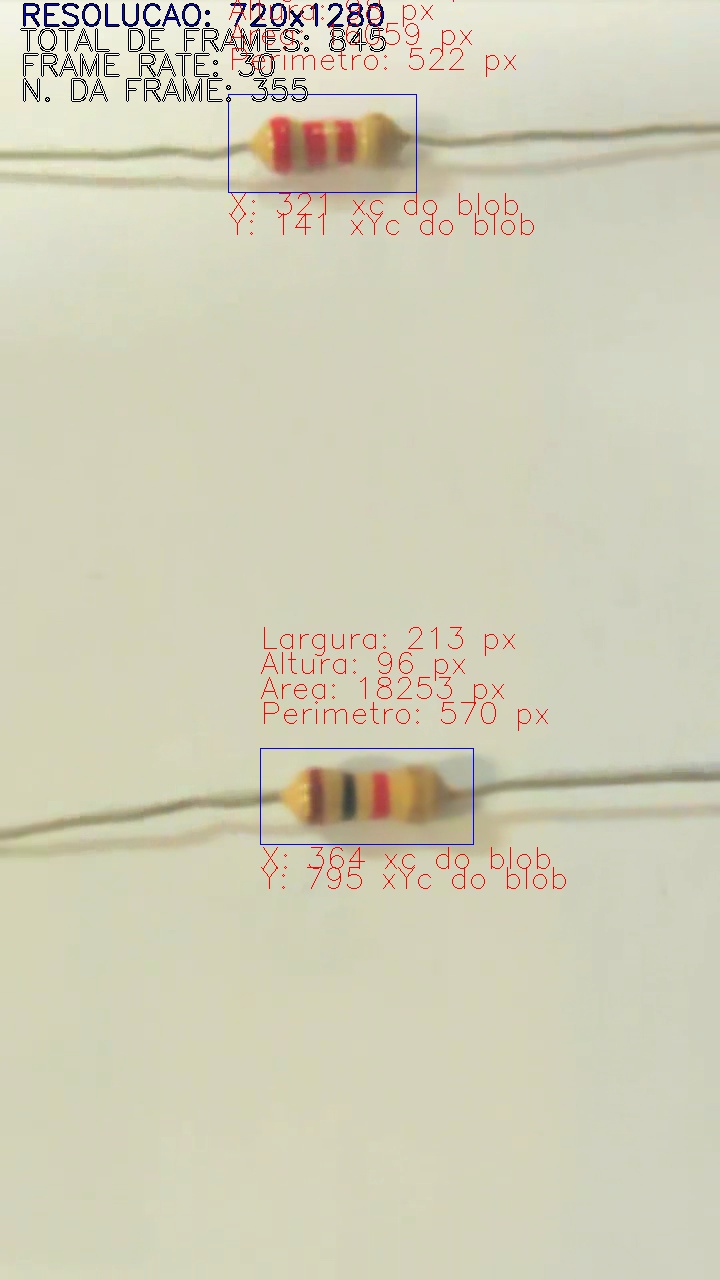 RESOLUCAO: 720x1280
TOTAL DE FRAMES: 845
FRAME RATE: 30
N. DA FRAME: 355
px
px
Perimetro: 522 px
X: 321 xc do blob
Y: 141 xYc do blob
Largura: 213 px
Altura: 96 px
Area: 18253 px
Perimetro: 570 px
X: 364 xc do blob
Y: 795 xYc do blob